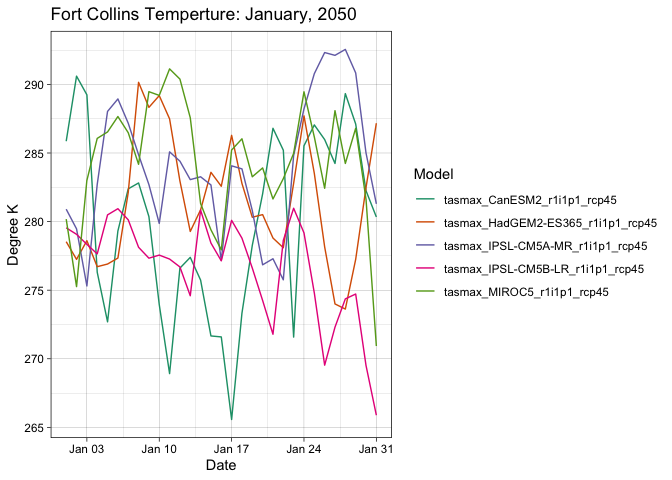 Fort Collins Temperture: January, 2050
Degree K
290
285
280
275
270
265
Jan 03 Jan 10 Jan 17 Jan 24 Jan 31
Date
Model
tasmax_CanESM2_r1i1p1_rcp45
tasmax_HadGEM2-ES365_r1i1p1_rcp45
tasmax_IPSL-CM5A-MR_r1i1p1_rcp45
tasmax_IPSL-CM5B-LR_r1i1p1_rcp45
tasmax_MIROC5_r1i1p1_rcp45